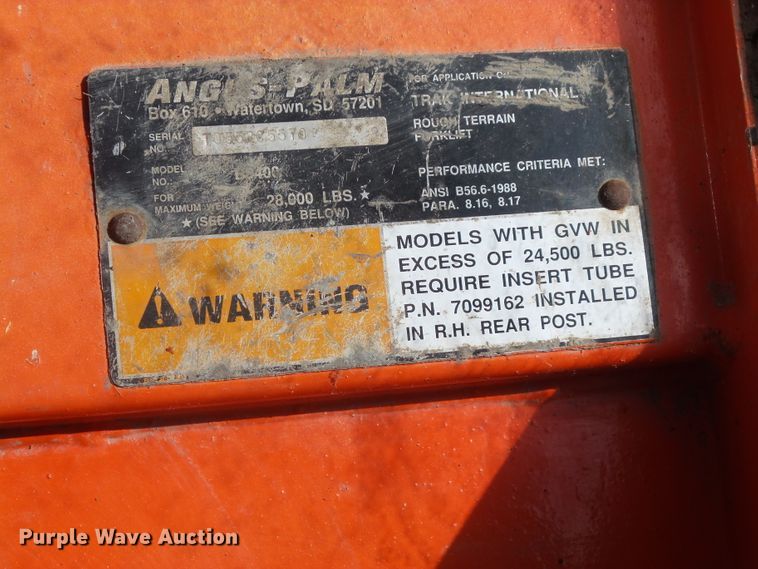 ANGUS-PALM
Box 610 • Watertown, SD 57201
SERIAL
NO.
MODEL
NO.:
FOR
MAXIMUM WEIGHT 28,000 LBS. ★
★ (SEE WARNING BELOW)
FOR APPLICATION ON
TRAK INTERNATIONAL
ROUGH TERRAIN
FORKLIFT
PERFORMANCE CRITERIA MET:
ANSI B56.6-1988
PARA. 8.16, 8.17
WARNING
MODELS WITH GVW IN
EXCESS OF 24,500 LBS.
REQUIRE INSERT TUBE
P.N. 7099162 INSTALLED
IN R.H. REAR POST.
Purple Wave Auction